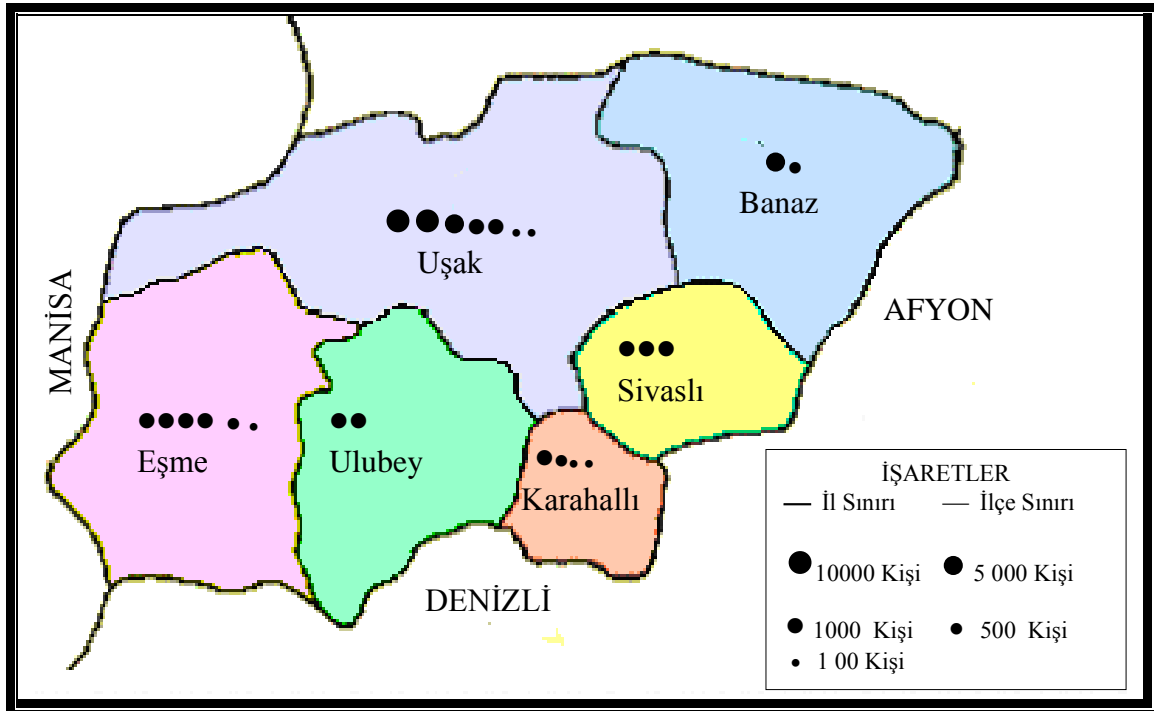 Banaz
Uşak
MANİSA
AFYON
Sivaslı
Eşme
Ulubey
Karahallı
DENİZLİ
İŞARETLER
İl Sınırı İlçe Sınırı
10000 Kişi 5 000 Kişi
1000 Kişi 500 Kişi
1 00 Kişi